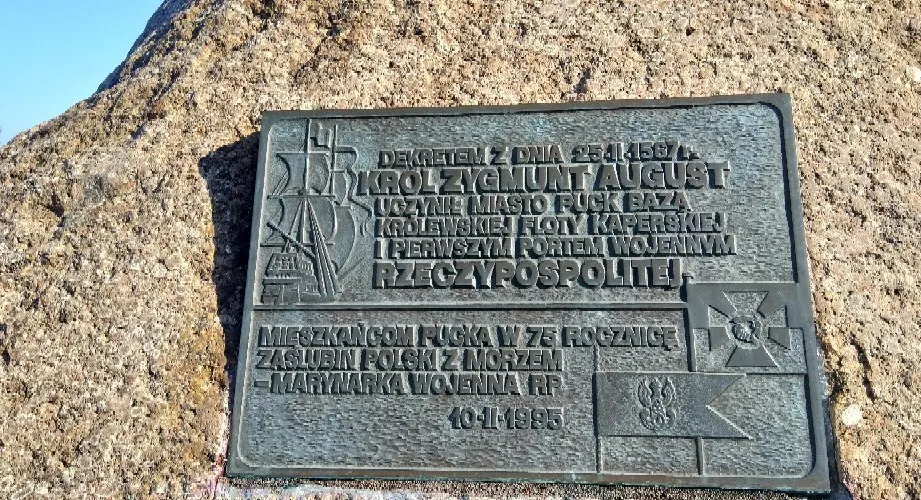 DEKRETEM Z DNIA 25.II.1567 R.
KRÓL ZYGMUNT AUGUST
UCZYNIŁ MIASTO PUCK BAZĄ
KRÓLEWSKIEJ FLOTY KAPERSKIEJ
I PIERWSZYM PORTEM WOJENNYM
RZECZYPOSPOLITEJ
MIESZKAŃCOM PUCKA W 75 ROCZNICĘ
ZAŚLUBIN POLSKI Z MORZEM
- MARYNARKA WOJENNA RP
10-II-1995